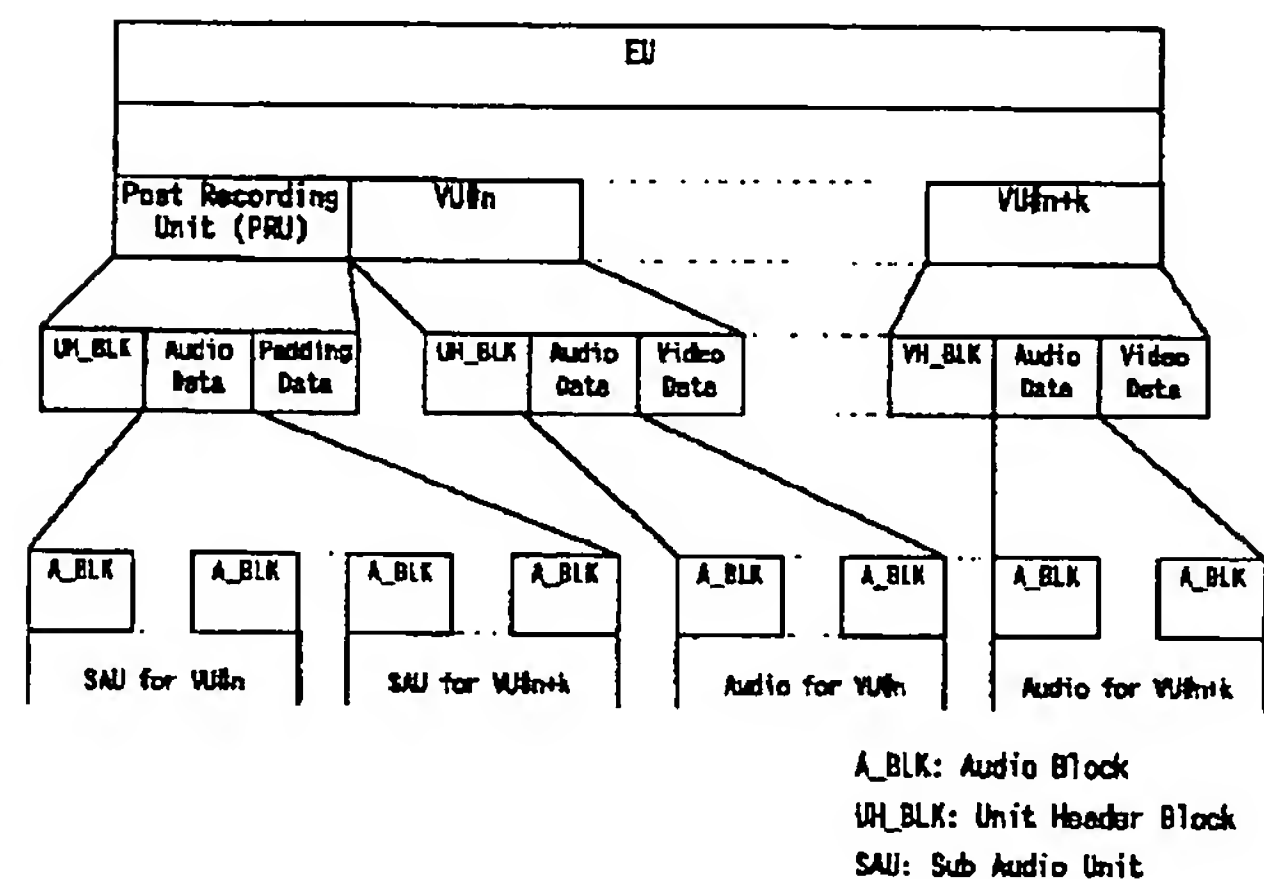 EU
Post Recording VU#n VU#n+k
Unit (PRU)
UH_BLK Audio Padding UH_BLK Audio Video VH_BLK Audio Video
Data Data Data Data Data Data
A_BLK A_BLK A_BLK A_BLK A_BLK A_BLK A_BLK A_BLK
SAU for VU#n SAU for VU#n+k Audio for VU#n Audio for VU#n+k
A_BLK: Audio Block
UH_BLK: Unit Header Block
SAU: Sub Audio Unit